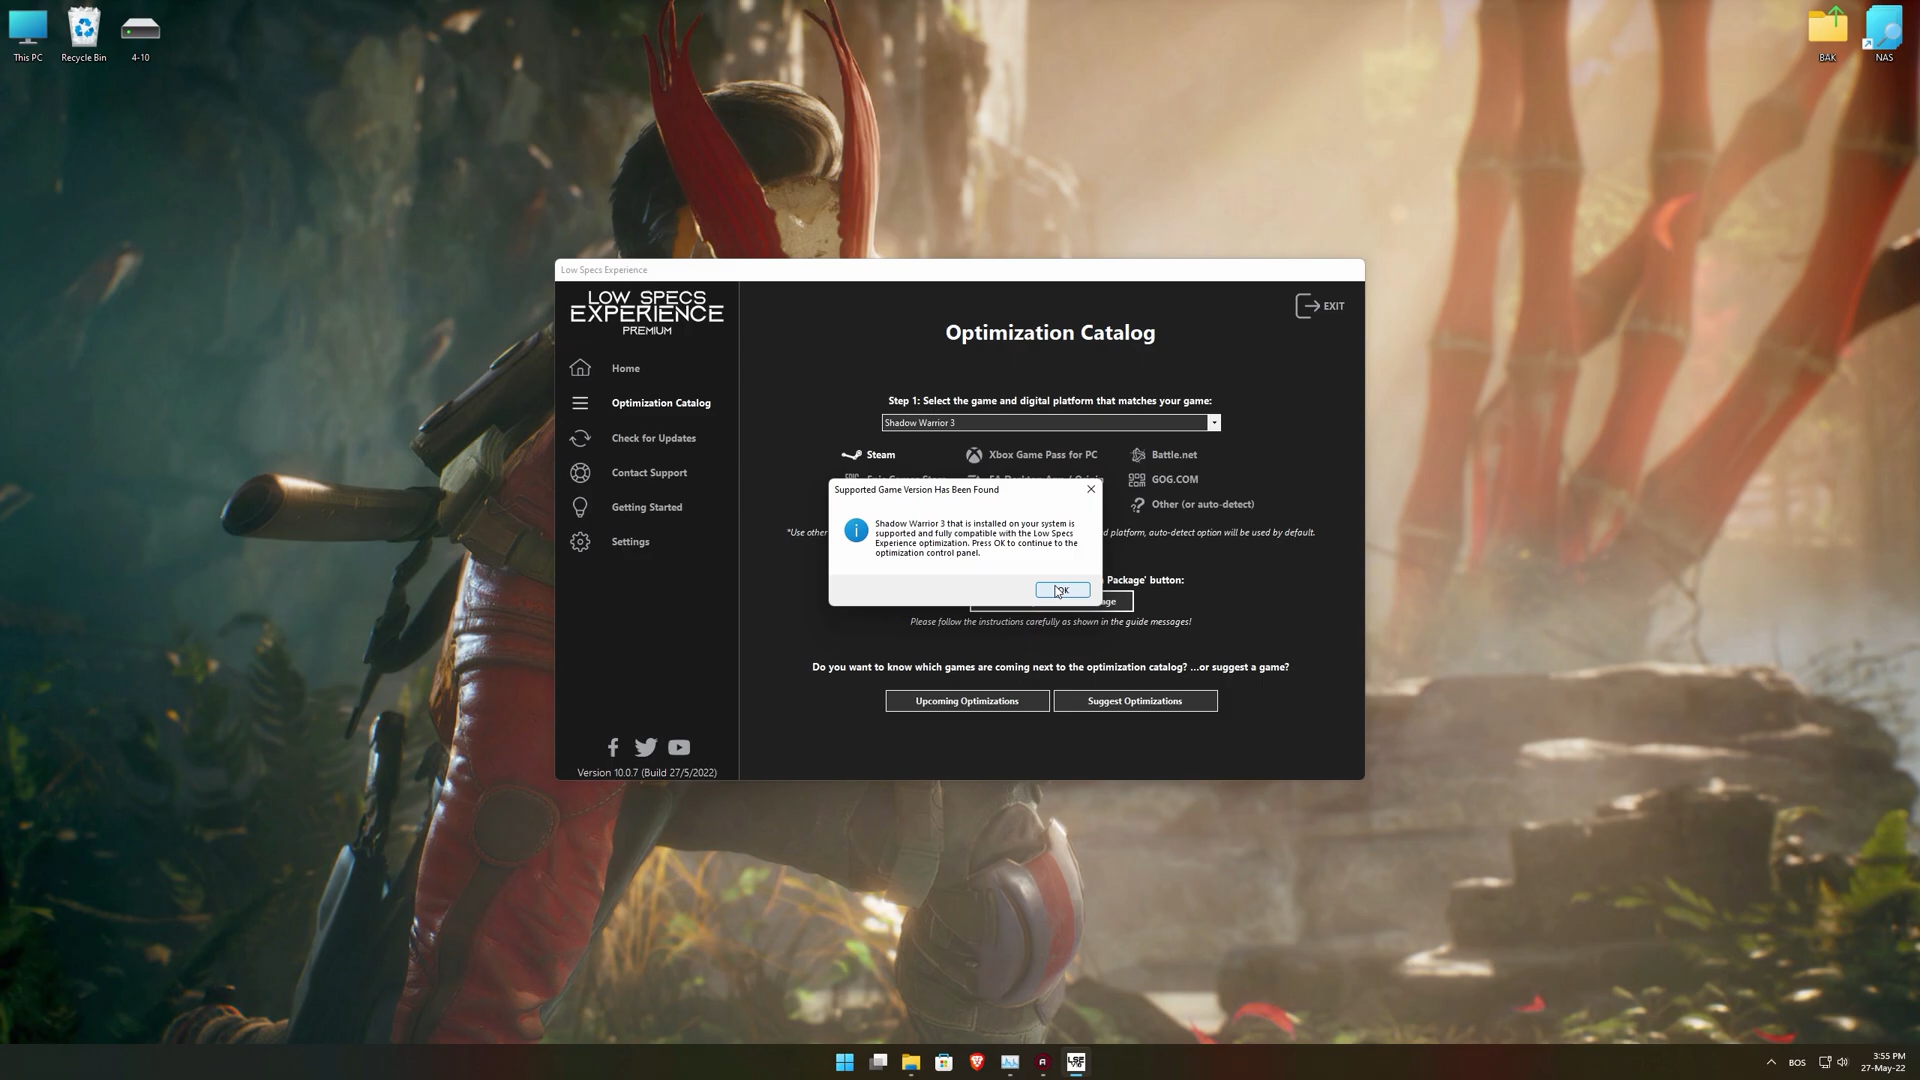 This PC
Recycle Bin
4-10
BAK
NAS
Low Specs Experience
LOW SPECS
EXPERIENCE
PREMIUM
Home
Optimization Catalog
Check for Updates
Contact Support
Getting Started
Settings
Version 10.0.7 (Build 27/5/2022)
EXIT
Optimization Catalog
Step 1: Select the game and digital platform that matches your game:
Shadow Warrior 3
Steam
Xbox Game Pass for PC
Battle.net
GOG.COM
Other (or auto-detect)
*Use other
d platform, auto-detect option will be used by default.
Supported Game Version Has Been Found
Shadow Warrior 3 that is installed on your system is
supported and fully compatible with the Low Specs
Experience optimization. Press OK to continue to the
optimization control panel.
Package' button:
Please follow the instructions carefully as shown in the guide messages!
Do you want to know which games are coming next to the optimization catalog? ...or suggest a game?
Upcoming Optimizations
Suggest Optimizations
BOS
3:55 PM
27-May-22